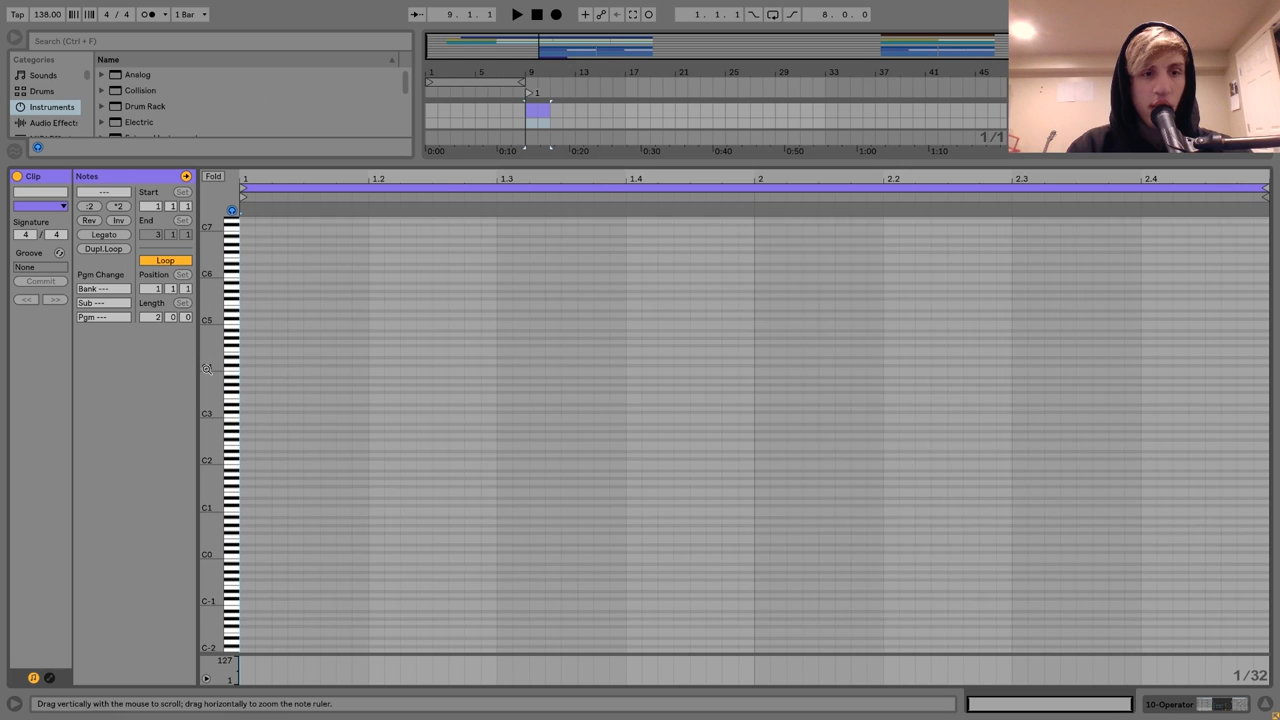 Tap 138.00 4 / 4 1 Bar 9. 1. 1 1. 1. 1 8. 0. 0
Search (Ctrl + F)
Categories Name
Sounds Analog
Drums Collision
Instruments Drum Rack
Audio Effect Electric
1 5 9 13 17 21 25 29 33 37 41 45
1
1/1
0:00 0:10 0:20 0:30 0:40 0:50 1:00 1:10
Clip Notes Fold 1 1.2 1.3 1.4 2 2.2 2.3 2.4
--- Start Set
:2 *2 1 1 1
Signature Rev Inv End Set
4 / 4 Legato 3 1 1
Groove Dupl.Loop
None Loop
Commit Pgm Change Position Set
<< >> Bank --- 1 1 1
Sub --- Length Set
Pgm --- 2 0 0
C7
C6
C5
C3
C2
C1
C0
C-1
C-2
127
1 1/32
Drag vertically with the mouse to scroll; drag horizontally to zoom the note ruler. 10-Operator